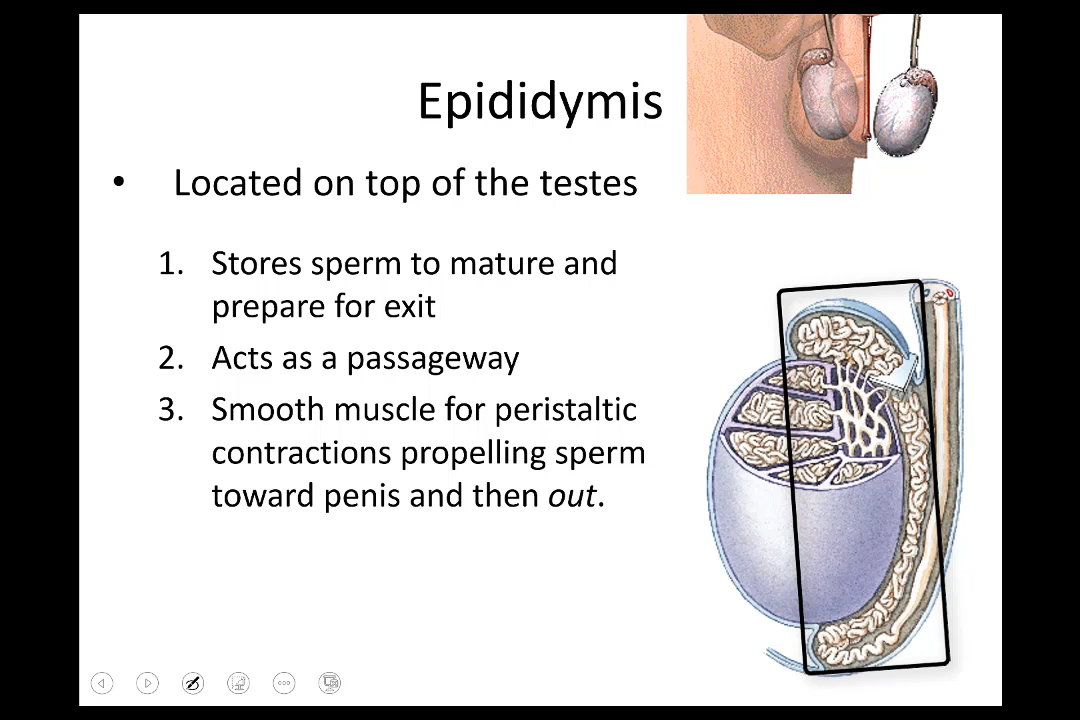 Epididymis
• Located on top of the testes
1. Stores sperm to mature and
prepare for exit
2. Acts as a passageway
3. Smooth muscle for peristaltic
contractions propelling sperm
toward penis and then out.